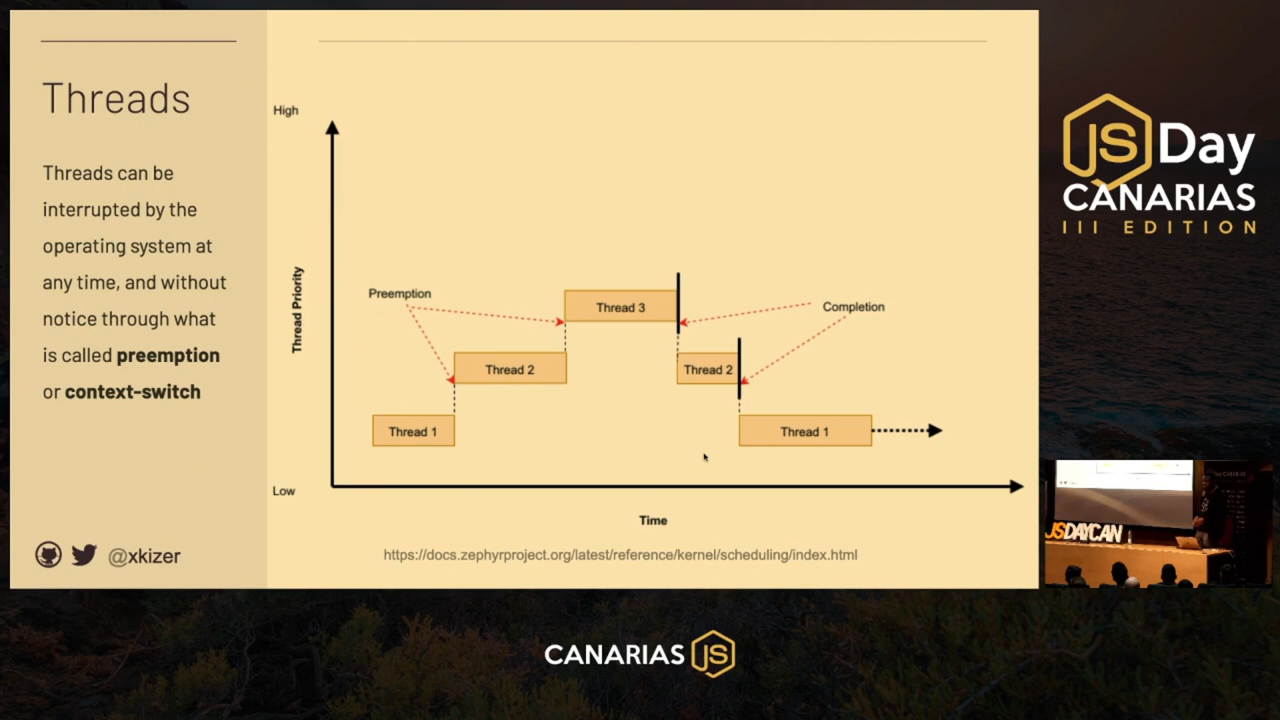 Threads
Threads can be
interrupted by the
operating system at
any time, and without
notice through what
is called preemption
or context-switch
@xkizer
High
Thread Priority
Low
Preemption
Thread 3
Completion
Thread 2
Thread 2
Thread 1
Thread 1
Time
https://docs.zephyrproject.org/latest/reference/kernel/scheduling/index.html
JS Day
CANARIAS
III EDITION
JSDAYCAN
CANARIAS JS